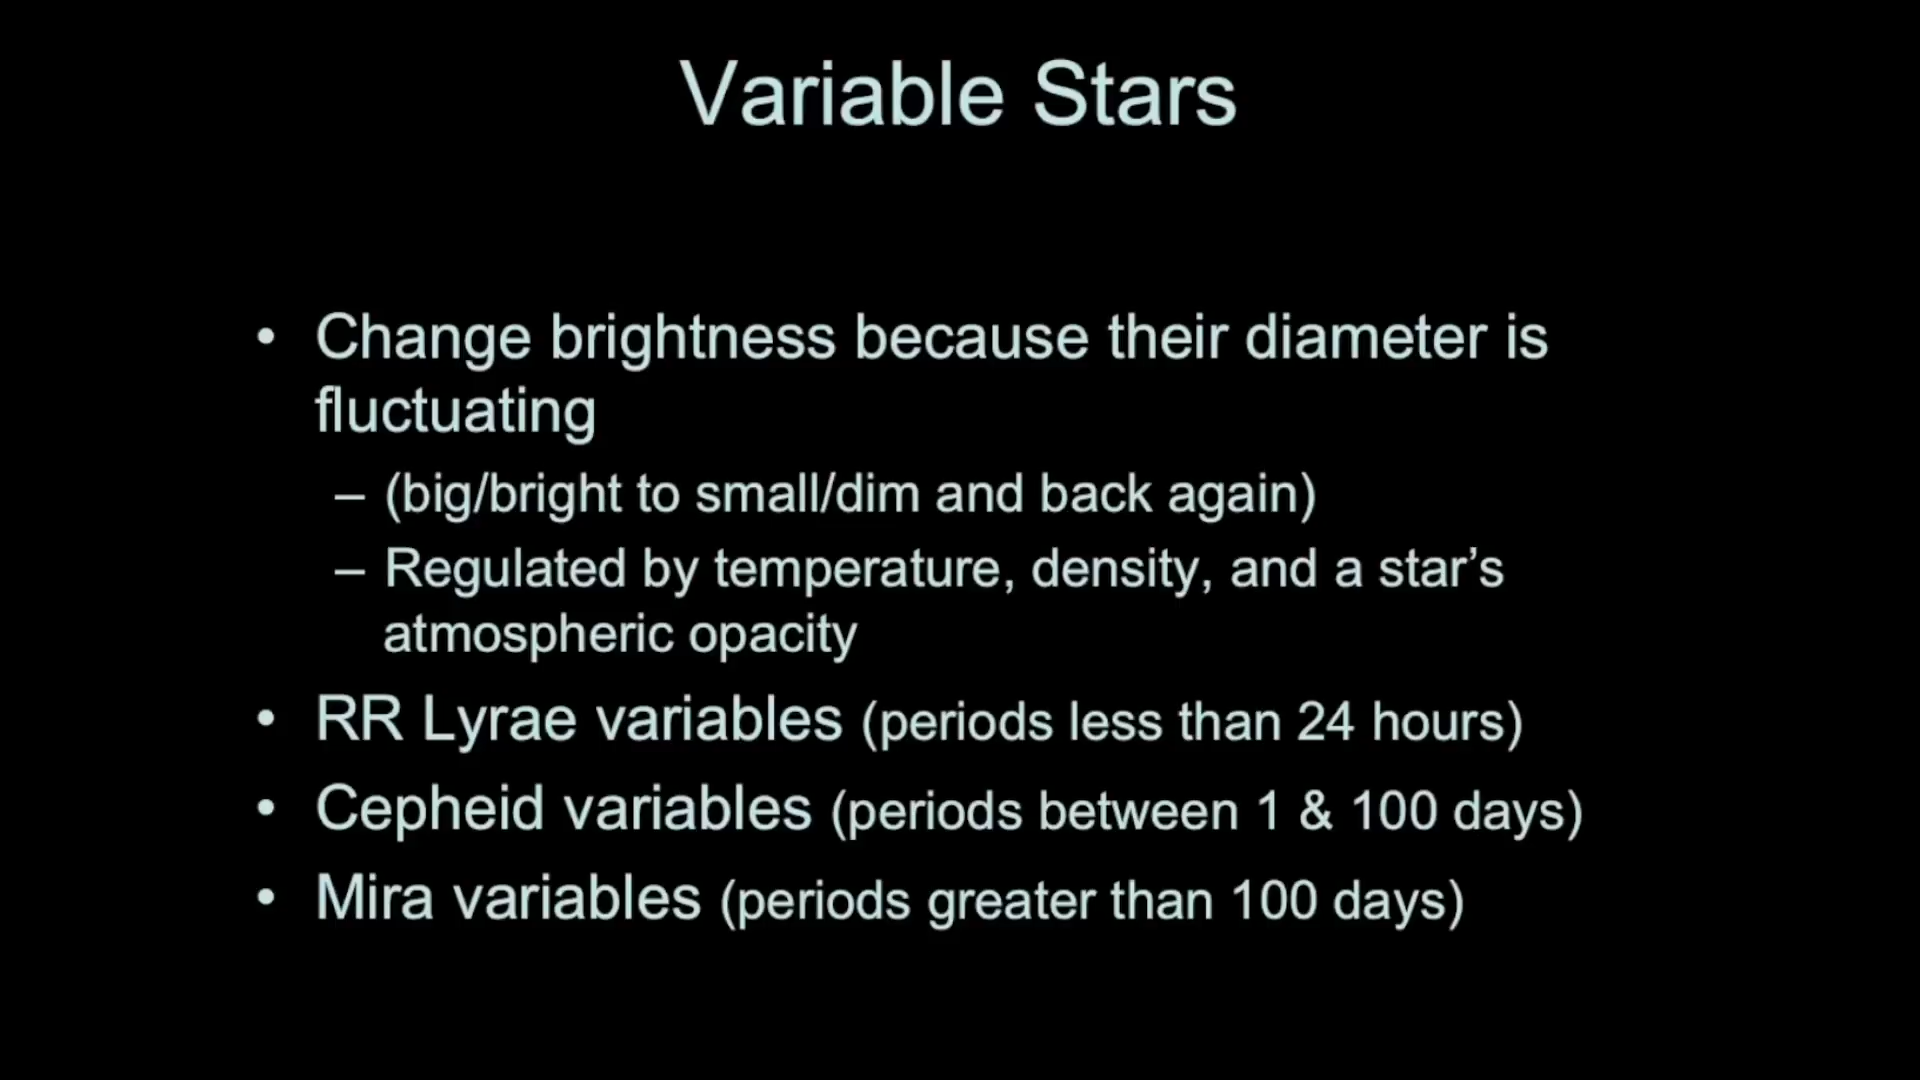 Variable Stars
• Change brightness because their diameter is
fluctuating
– (big/bright to small/dim and back again)
– Regulated by temperature, density, and a star’s
atmospheric opacity
• RR Lyrae variables (periods less than 24 hours)
• Cepheid variables (periods between 1 & 100 days)
• Mira variables (periods greater than 100 days)